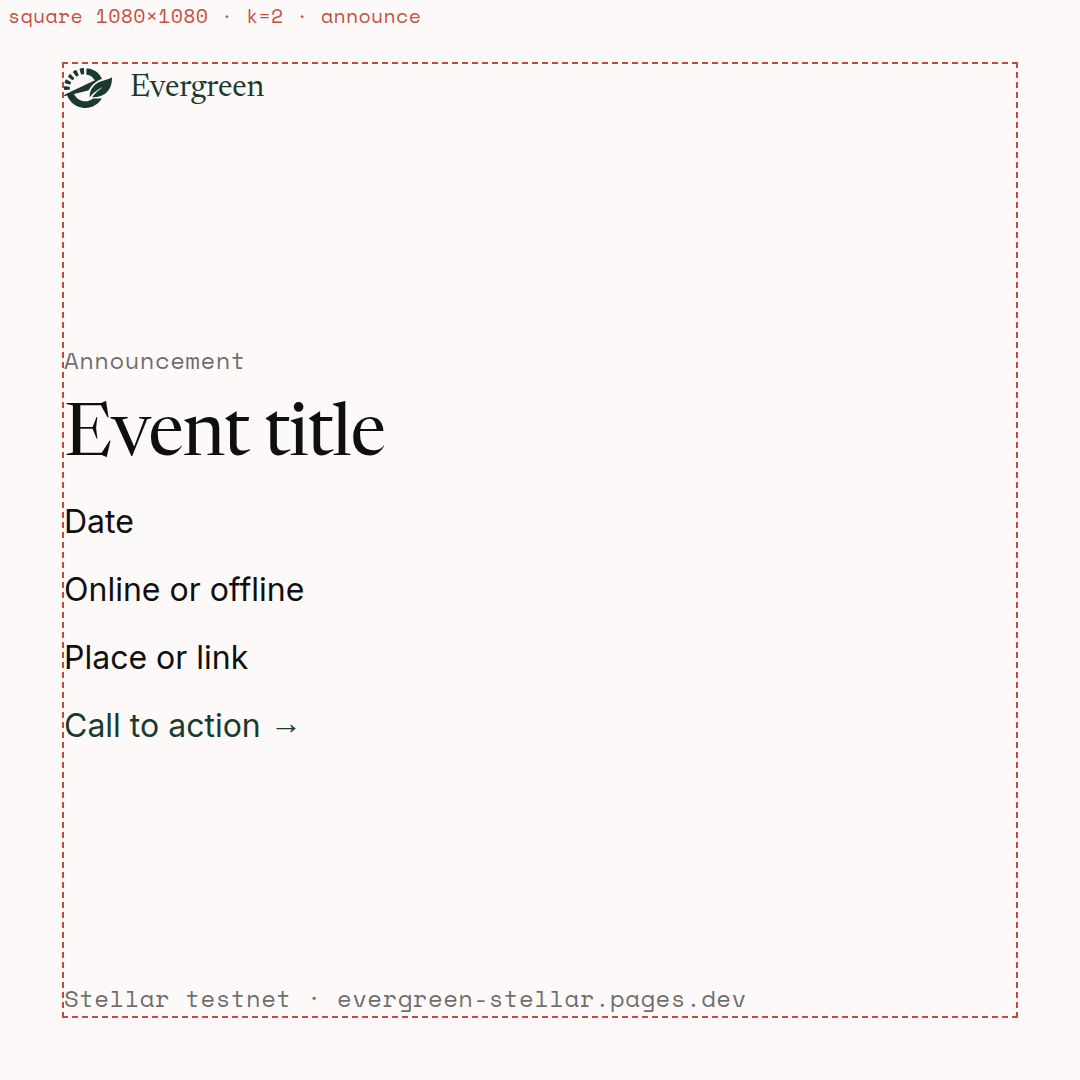 square 1080×1080 · k=2 · announce
Evergreen
Announcement
Event title
Date
Online or offline
Place or link
Call to action →
Stellar testnet · evergreen-stellar.pages.dev